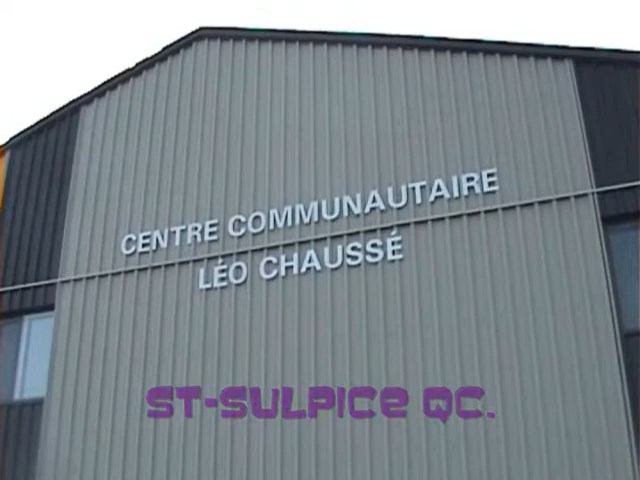 CENTRE COMMUNAUTAIRE
LÉO CHAUSSÉ
ST-SULPICE QC.